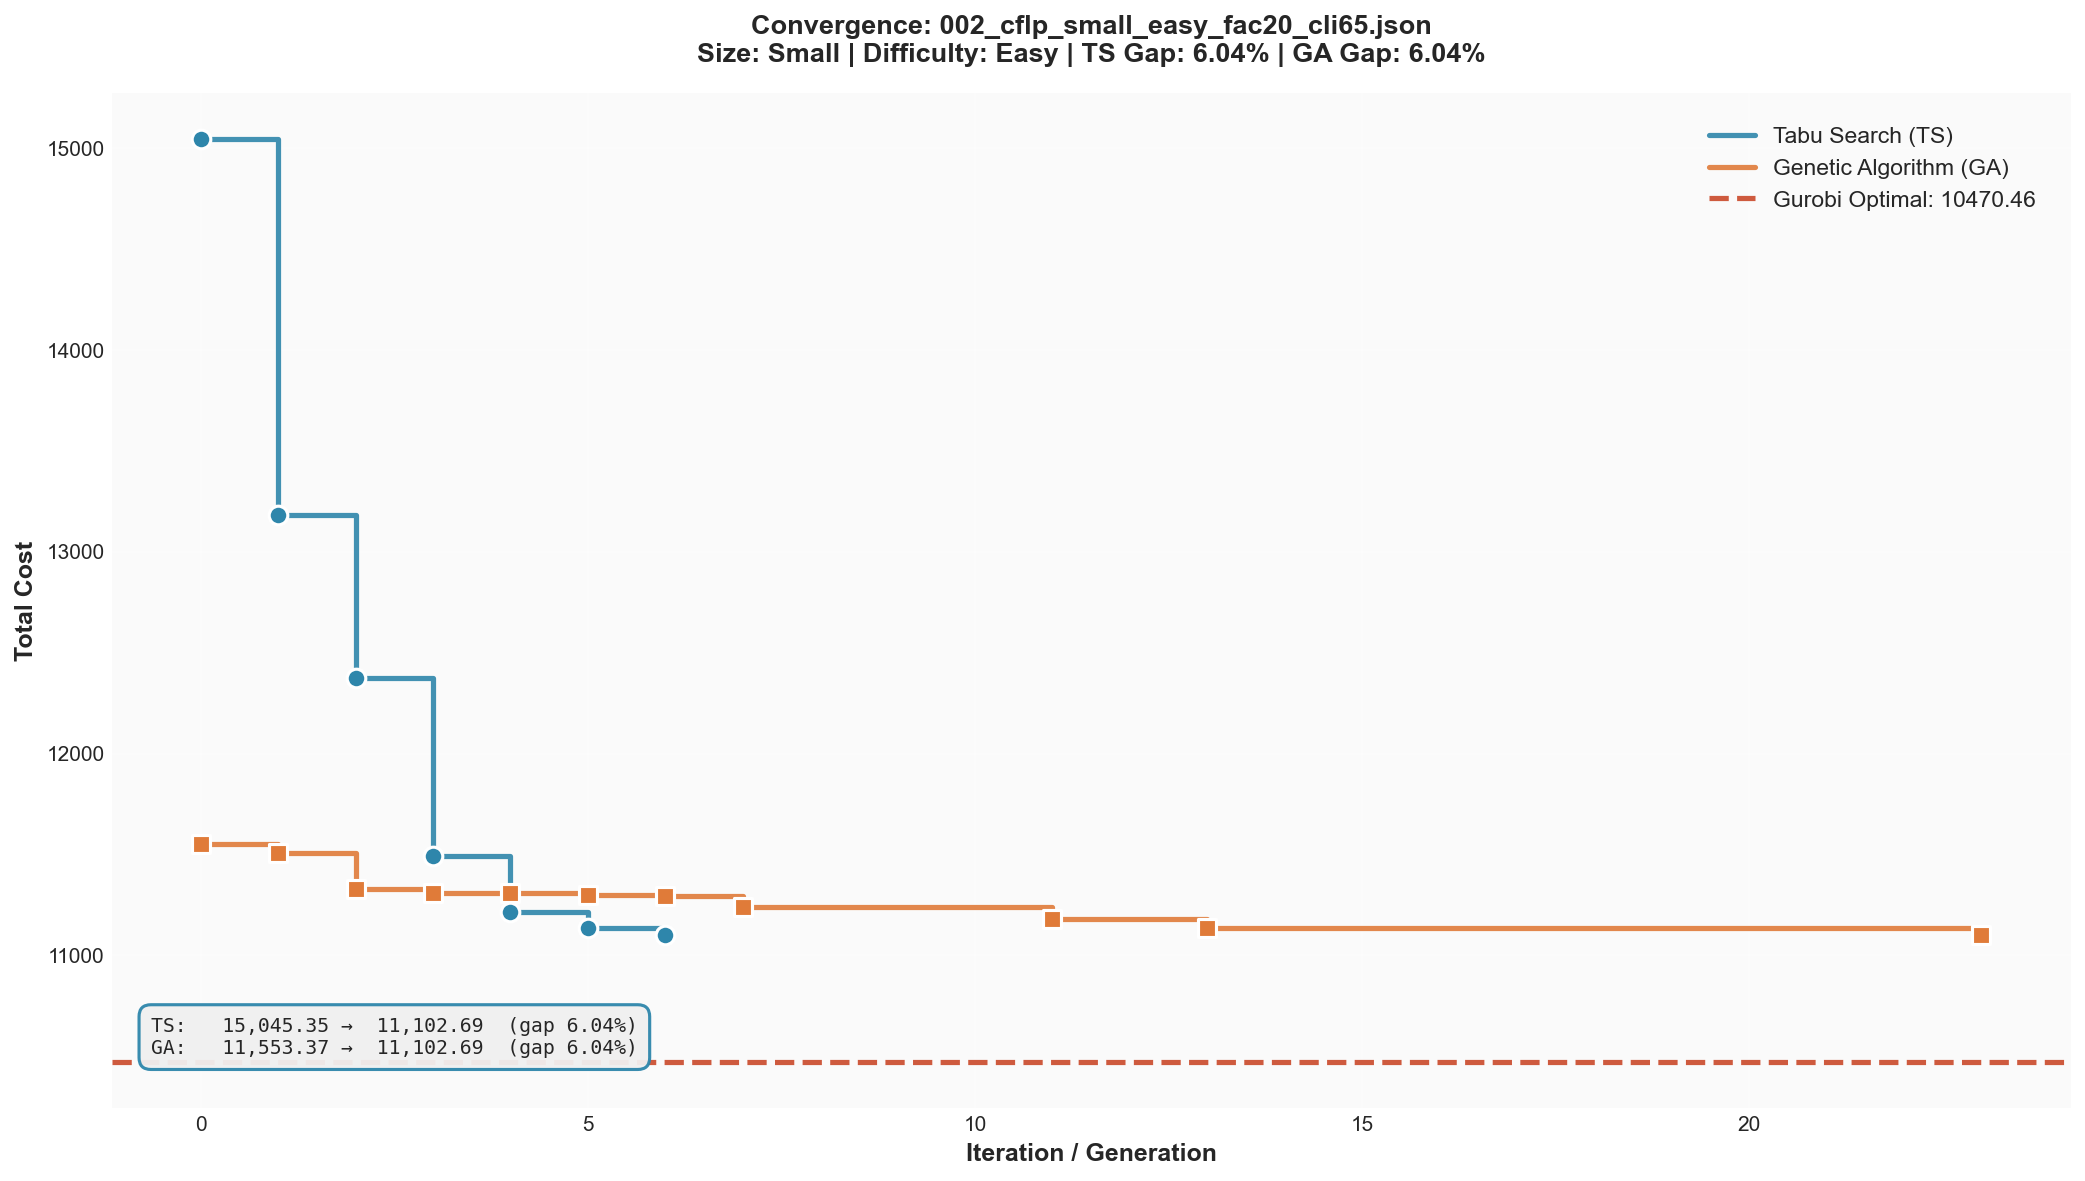 Convergence: 002_cflp_small_easy_fac20_cli65.json
Size: Small | Difficulty: Easy | TS Gap: 6.04% | GA Gap: 6.04%
Tabu Search (TS)
Genetic Algorithm (GA)
Gurobi Optimal: 10470.46
Total Cost
15000
14000
13000
12000
11000
TS:   15,045.35 →  11,102.69  (gap 6.04%)
GA:   11,553.37 →  11,102.69  (gap 6.04%)
0
5
10
15
20
Iteration / Generation